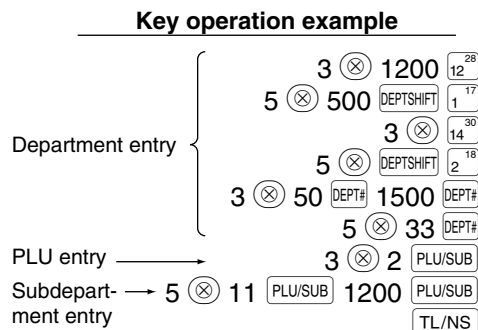 Key operation example
3 ⊗ 1200 12 28
5 ⊗ 500 DEPTSHIFT 1 17
3 ⊗ 14 30
Department entry
5 ⊗ DEPTSHIFT 2 18
3 ⊗ 50 DEPT# 1500 DEPT#
5 ⊗ 33 DEPT#
PLU entry 3 ⊗ 2 PLU/SUB
Subdepart- 5 ⊗ 11 PLU/SUB 1200 PLU/SUB
ment entry
TL/NS